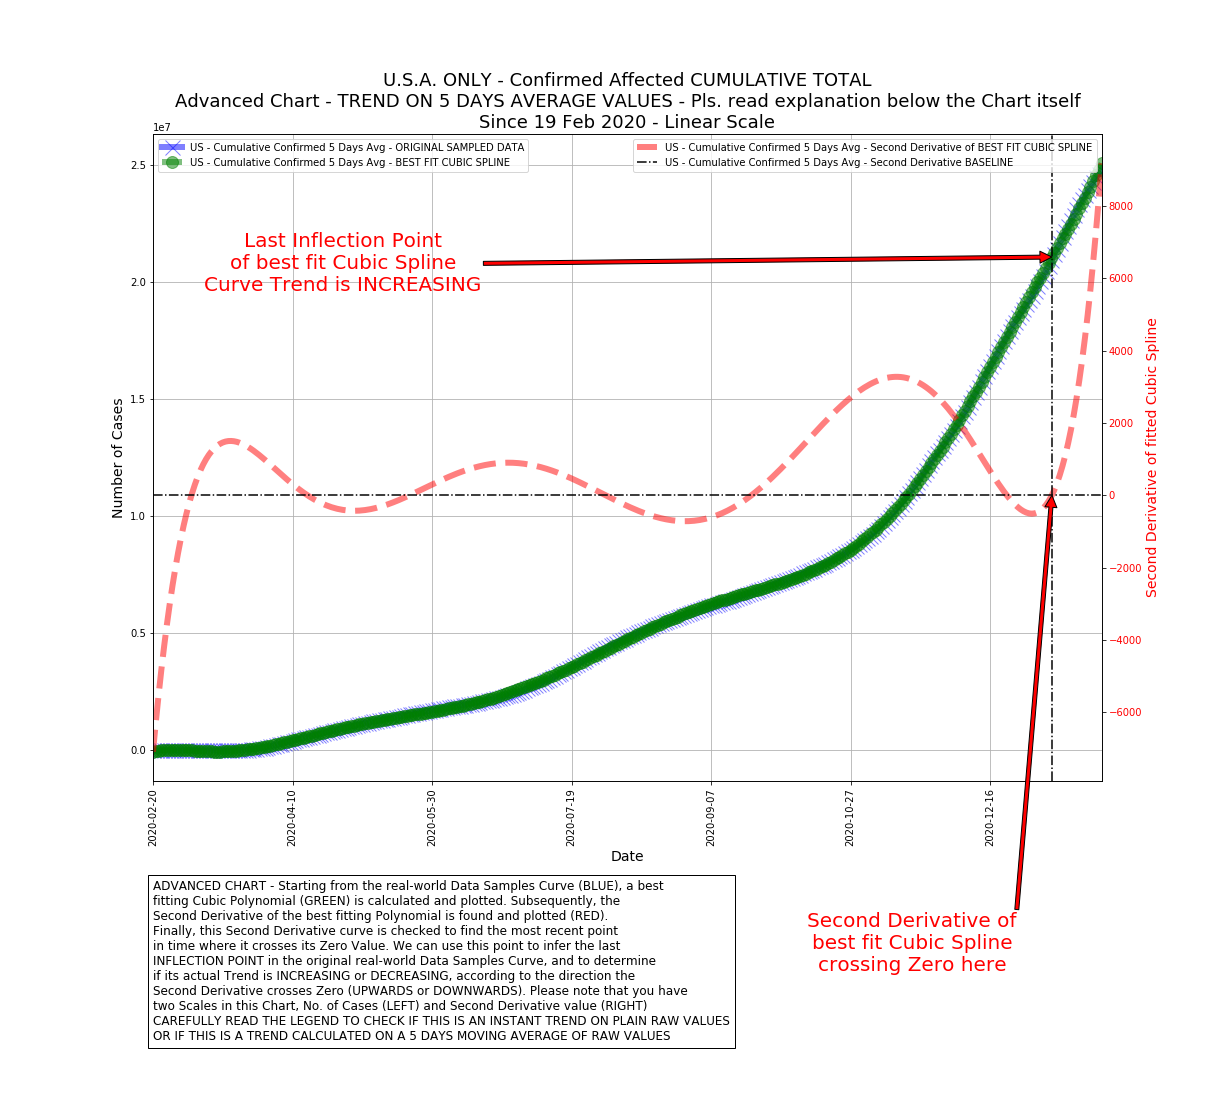 U.S.A. ONLY - Confirmed Affected CUMULATIVE TOTAL
Advanced Chart - TREND ON 5 DAYS AVERAGE VALUES - Pls. read explanation below the Chart itself
Since 19 Feb 2020 - Linear Scale
1e7
US - Cumulative Confirmed 5 Days Avg - ORIGINAL SAMPLED DATA
US - Cumulative Confirmed 5 Days Avg - BEST FIT CUBIC SPLINE
US - Cumulative Confirmed 5 Days Avg - Second Derivative of BEST FIT CUBIC SPLINE
US - Cumulative Confirmed 5 Days Avg - Second Derivative BASELINE
Last Inflection Point
of best fit Cubic Spline
Curve Trend is INCREASING
2.5
2.0
1.5
1.0
0.5
0.0
Number of Cases
8000
6000
4000
2000
0
−2000
−4000
−6000
Second Derivative of fitted Cubic Spline
2020-02-20
2020-04-10
2020-05-30
2020-07-19
2020-09-07
2020-10-27
2020-12-16
Date
Second Derivative of
best fit Cubic Spline
crossing Zero here
ADVANCED CHART - Starting from the real-world Data Samples Curve (BLUE), a best
fitting Cubic Polynomial (GREEN) is calculated and plotted. Subsequently, the
Second Derivative of the best fitting Polynomial is found and plotted (RED).
Finally, this Second Derivative curve is checked to find the most recent point
in time where it crosses its Zero Value. We can use this point to infer the last
INFLECTION POINT in the original real-world Data Samples Curve, and to determine
if its actual Trend is INCREASING or DECREASING, according to the direction the
Second Derivative crosses Zero (UPWARDS or DOWNWARDS). Please note that you have
two Scales in this Chart, No. of Cases (LEFT) and Second Derivative value (RIGHT)
CAREFULLY READ THE LEGEND TO CHECK IF THIS IS AN INSTANT TREND ON PLAIN RAW VALUES
OR IF THIS IS A TREND CALCULATED ON A 5 DAYS MOVING AVERAGE OF RAW VALUES